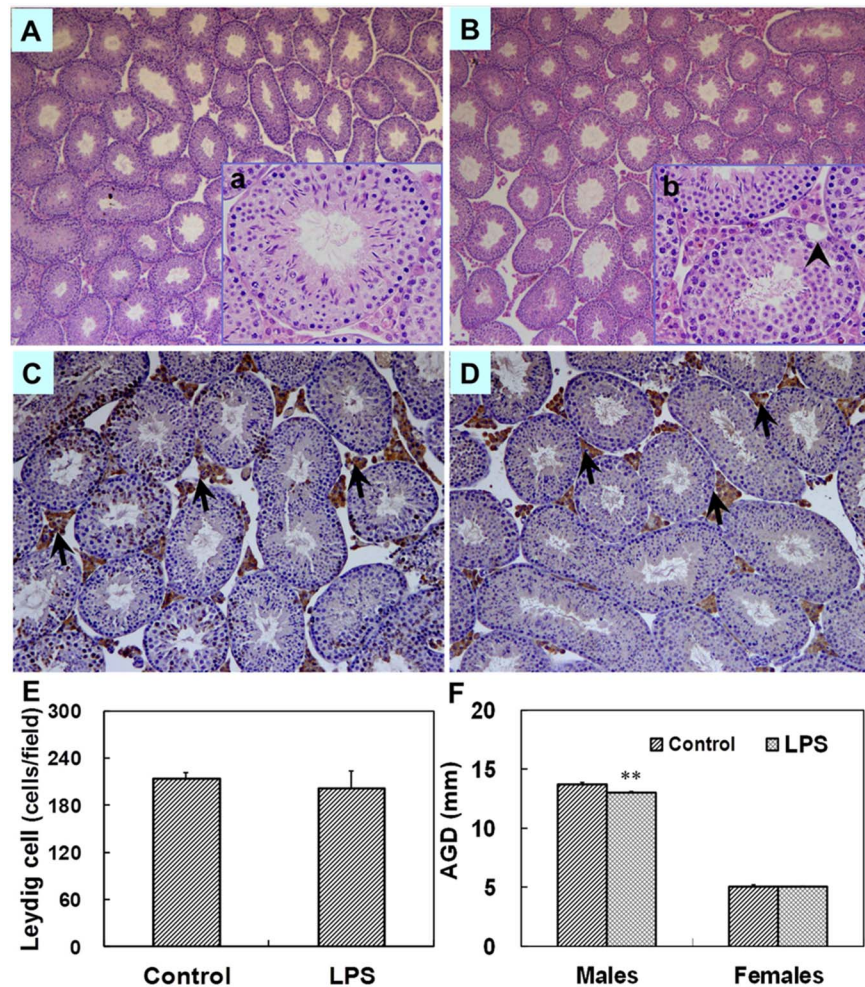 A
B
a
b
C
D
E
Leydig cell (cells/field)
300
240
180
120
60
0
Control
LPS
F
AGD (mm)
20
15
10
5
0
Control
LPS
**
Males
Females